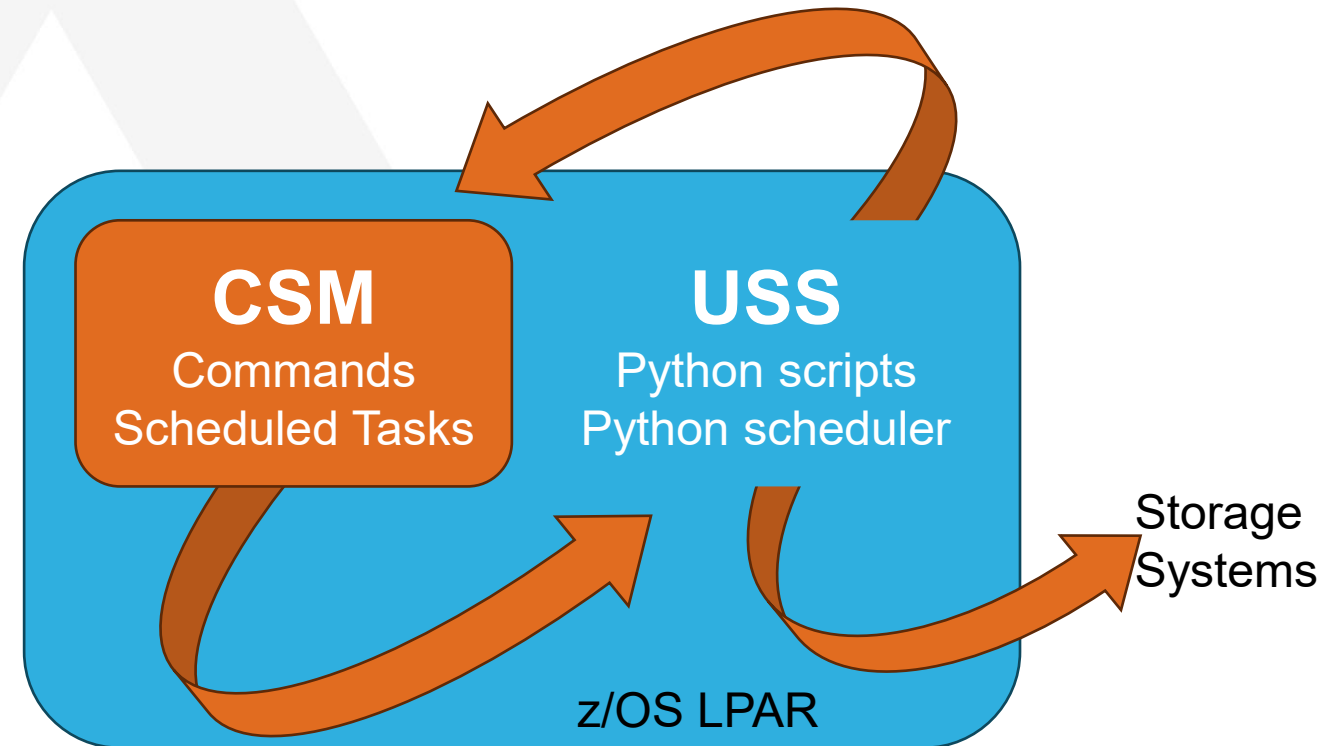 CSM
Commands
Scheduled Tasks
USS
Python scripts
Python scheduler
Storage
Systems
z/OS LPAR